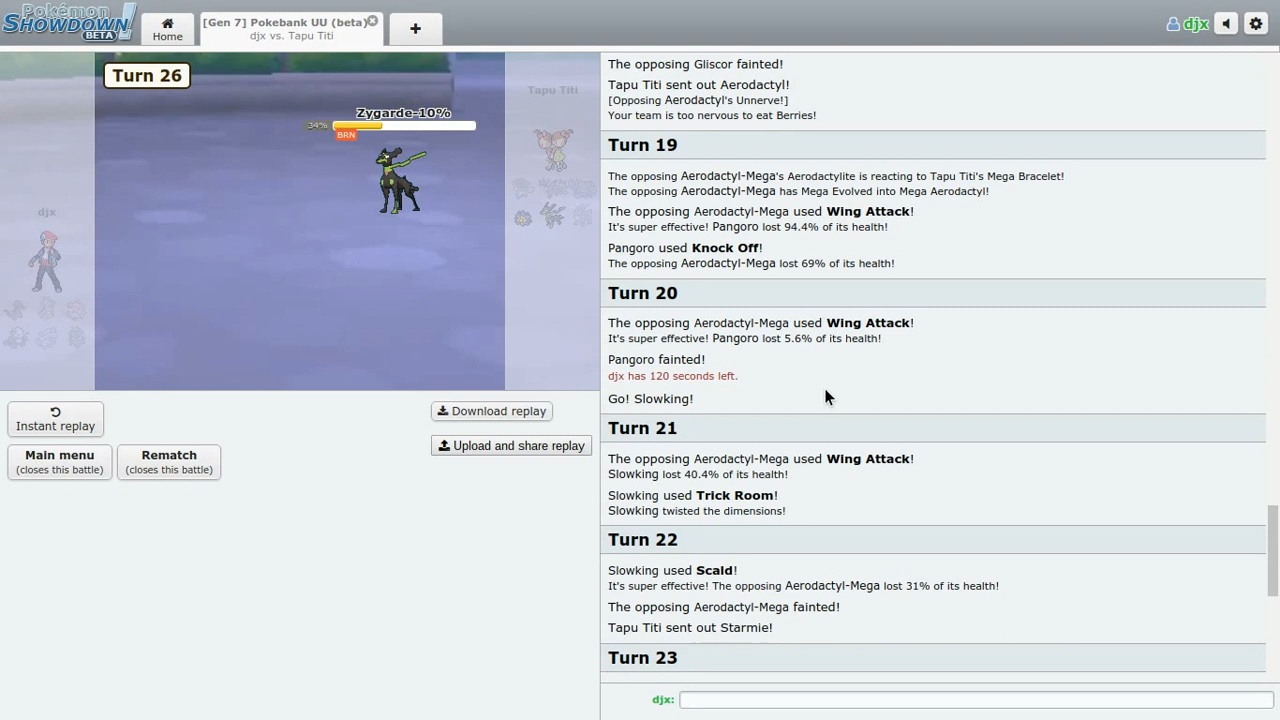 Pokémon
SHOWDOWN!
BETA
Home
[Gen 7] Pokebank UU (beta)
djx vs. Tapu Titi
+
djx
Turn 26
Tapu Titi
Zygarde-10%
34%
BRN
djx
Instant replay
Download replay
Upload and share replay
Main menu
(closes this battle)
Rematch
(closes this battle)
The opposing Gliscor fainted!
Tapu Titi sent out Aerodactyl!
[Opposing Aerodactyl's Unnerve!]
Your team is too nervous to eat Berries!
Turn 19
The opposing Aerodactyl-Mega's Aerodactylite is reacting to Tapu Titi's Mega Bracelet!
The opposing Aerodactyl-Mega has Mega Evolved into Mega Aerodactyl!
The opposing Aerodactyl-Mega used Wing Attack!
It's super effective! Pangoro lost 94.4% of its health!
Pangoro used Knock Off!
The opposing Aerodactyl-Mega lost 69% of its health!
Turn 20
The opposing Aerodactyl-Mega used Wing Attack!
It's super effective! Pangoro lost 5.6% of its health!
Pangoro fainted!
djx has 120 seconds left.
Go! Slowking!
Turn 21
The opposing Aerodactyl-Mega used Wing Attack!
Slowking lost 40.4% of its health!
Slowking used Trick Room!
Slowking twisted the dimensions!
Turn 22
Slowking used Scald!
It's super effective! The opposing Aerodactyl-Mega lost 31% of its health!
The opposing Aerodactyl-Mega fainted!
Tapu Titi sent out Starmie!
Turn 23
djx: